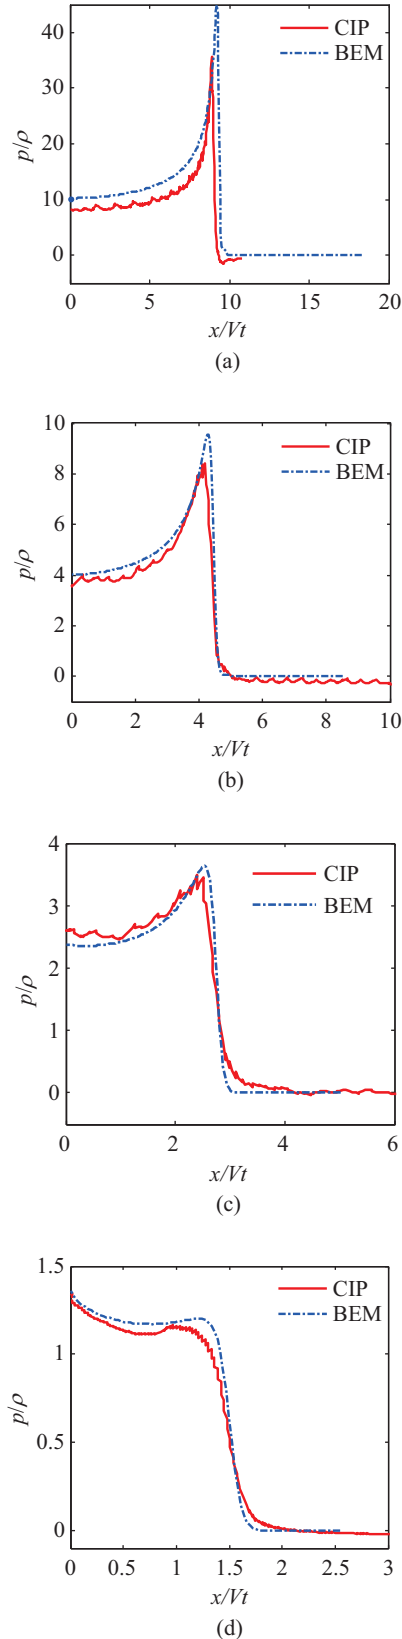 40
30
20
10
0
p/ρ
CIP
BEM
0 5 10 15 20
x/Vt
(a)
10
8
6
4
2
0
p/ρ
CIP
BEM
0 2 4 6 8 10
x/Vt
(b)
4
3
2
1
0
p/ρ
CIP
BEM
0 2 4 6
x/Vt
(c)
1.5
1
0.5
0
p/ρ
CIP
BEM
0 0.5 1 1.5 2 2.5 3
x/Vt
(d)